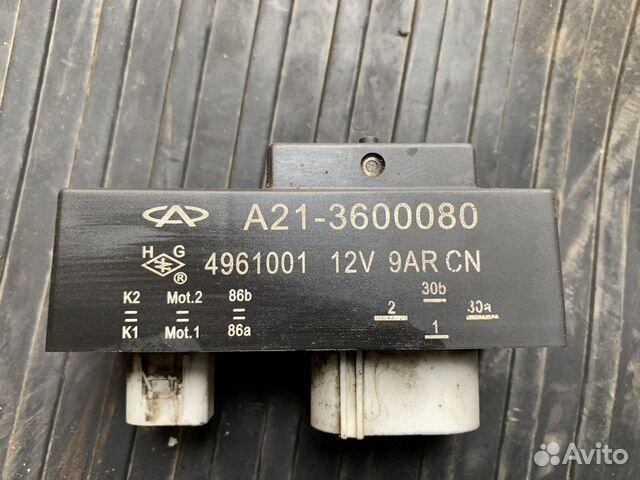 A21-3600080
H G
®
4961001 12V 9AR CN
K2 Mot.2 86b
K1 Mot.1 86a
30b
2 30a
1
Avito